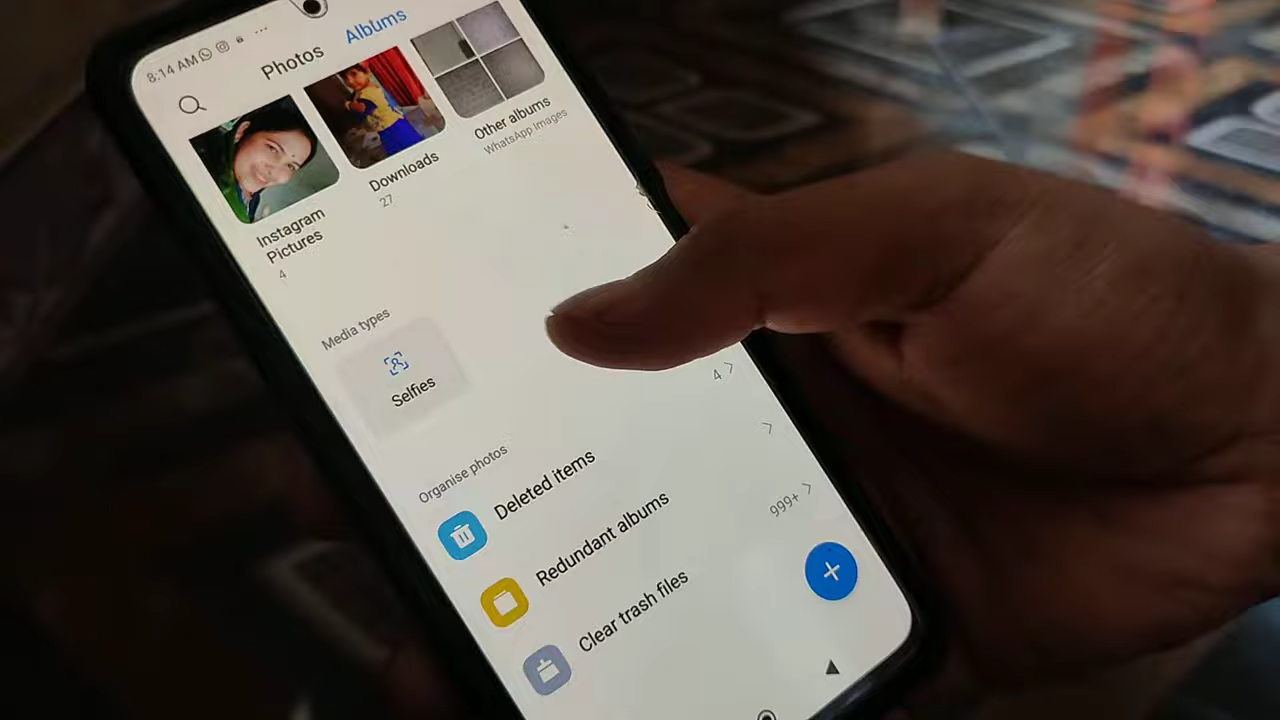 8:14 AM
Photos
Albums
Instagram
Pictures
4
Downloads
27
Other albums
WhatsApp Images
Media types
Selfies
Organise photos
Deleted items
4
Redundant albums
Clear trash files
999+